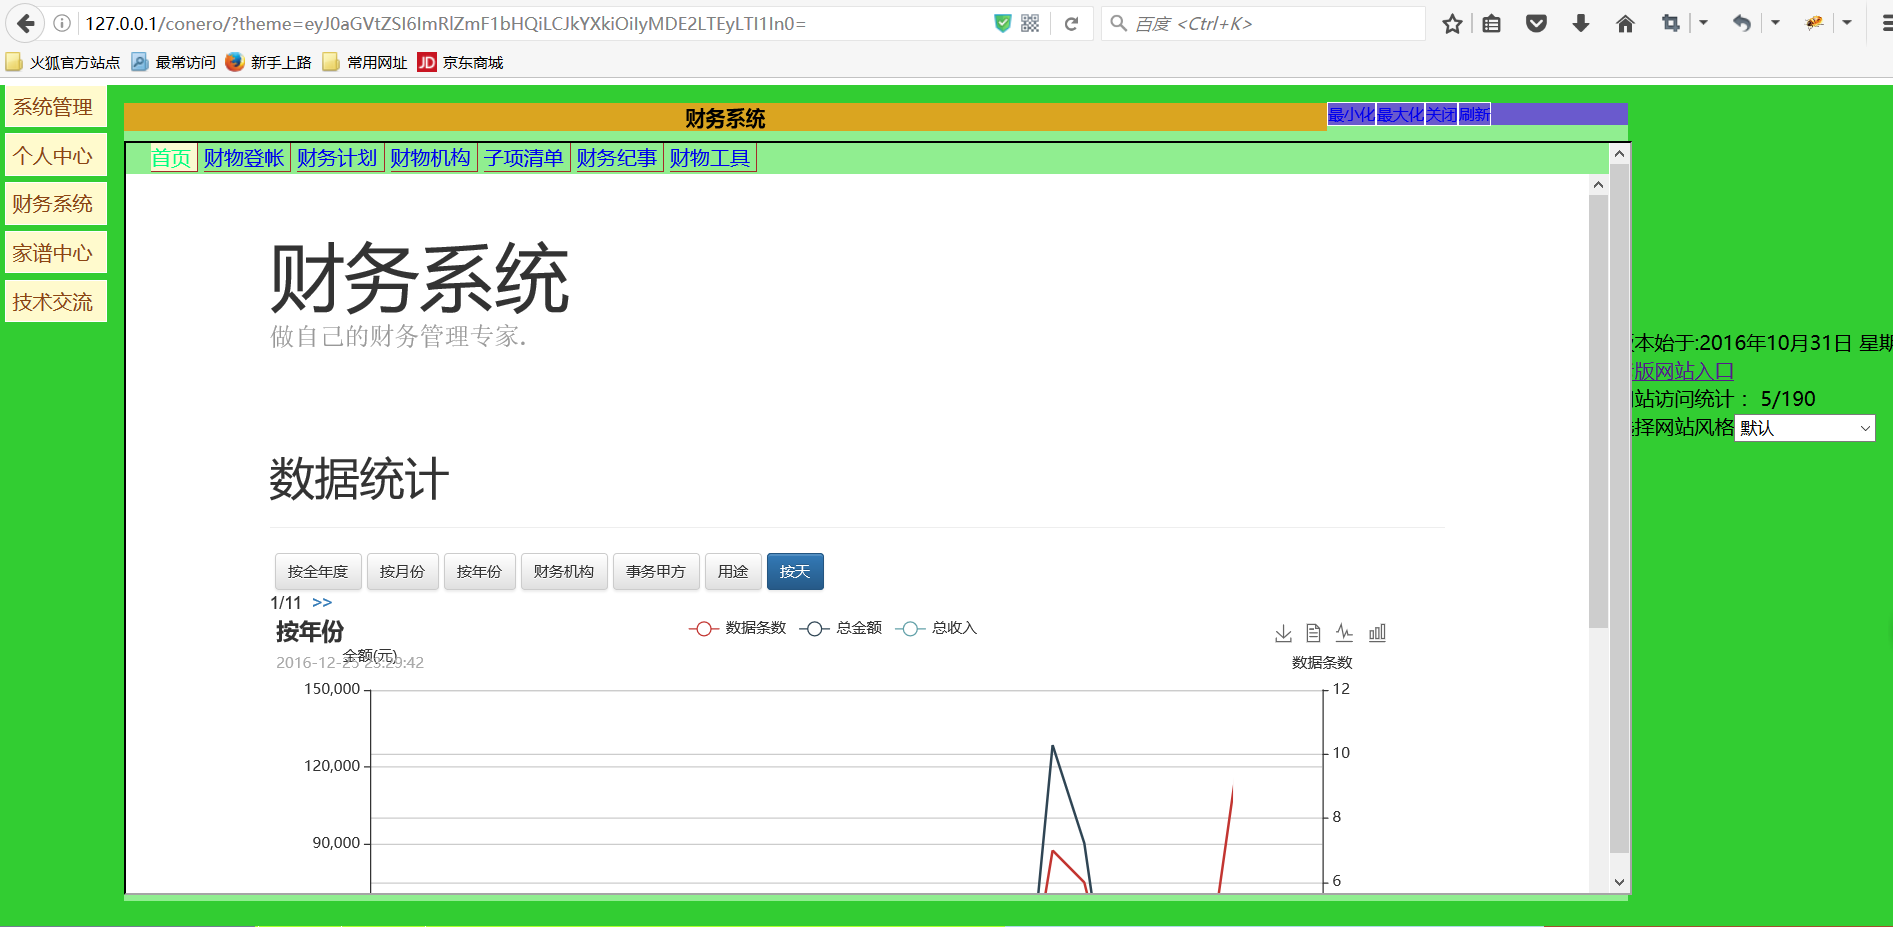 127.0.0.1/conero/?theme=eyJ0aGVtZSI6ImRlZmF1bHQiLCJkYXkiOiIyMDE2LTEyLTI1In0=
百度 <Ctrl+K>
火狐官方站点 最常访问 新手上路 常用网址 JD 京东商城
系统管理
个人中心
财务系统
家谱中心
技术交流
财务系统 最小化 最大化 关闭 刷新
首页 财物登帐 财务计划 财物机构 子项清单 财务纪事 财物工具
财务系统
做自己的财务管理专家.
本始于:2016年10月31日 星期
版网站入口
站访问统计： 5/190
择网站风格 默认
数据统计
按全年度 按月份 按年份 财务机构 事务甲方 用途 按天
1/11 >>
按年份
数据条数 总金额 总收入
2016-12-25 23:29:42
金额(元)
数据条数
150,000
120,000
90,000
12
10
8
6